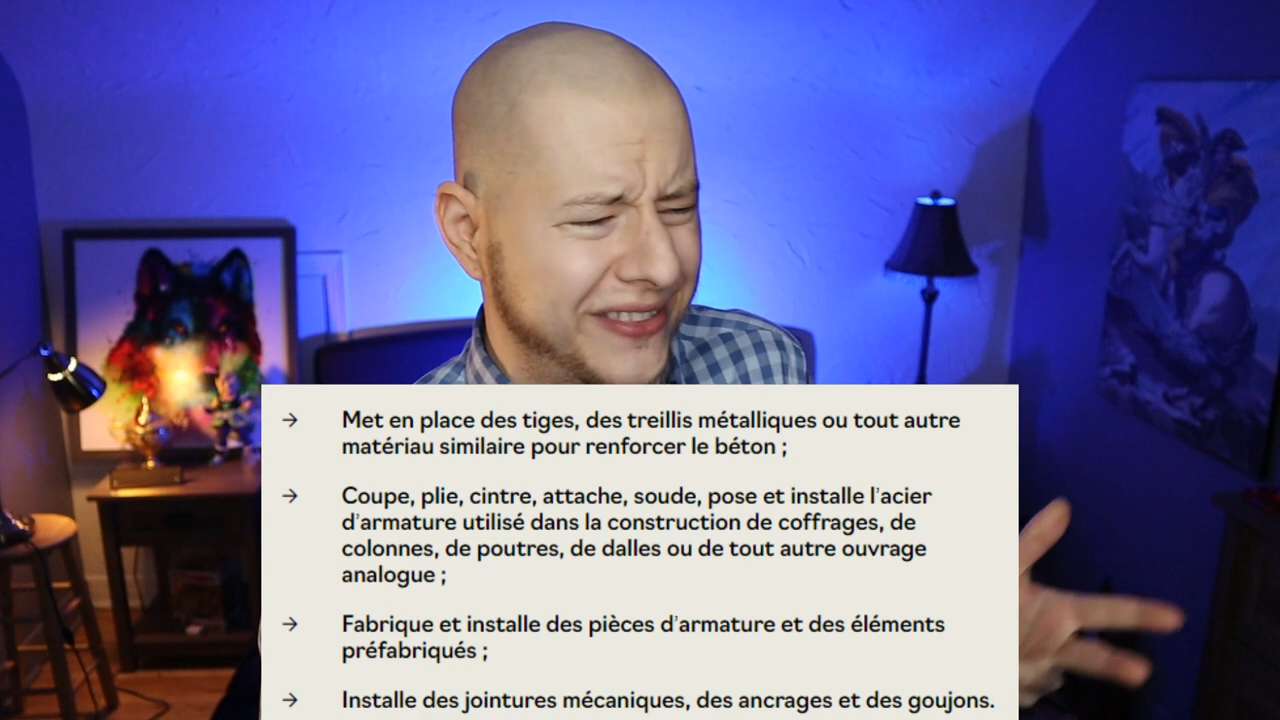 → Met en place des tiges, des treillis métalliques ou tout autre
matériau similaire pour renforcer le béton ;
→ Coupe, plie, cintre, attache, soude, pose et installe l’acier
d’armature utilisé dans la construction de coffrages, de
colonnes, de poutres, de dalles ou de tout autre ouvrage
analogue ;
→ Fabrique et installe des pièces d’armature et des éléments
préfabriqués ;
→ Installe des jointures mécaniques, des ancrages et des goujons.